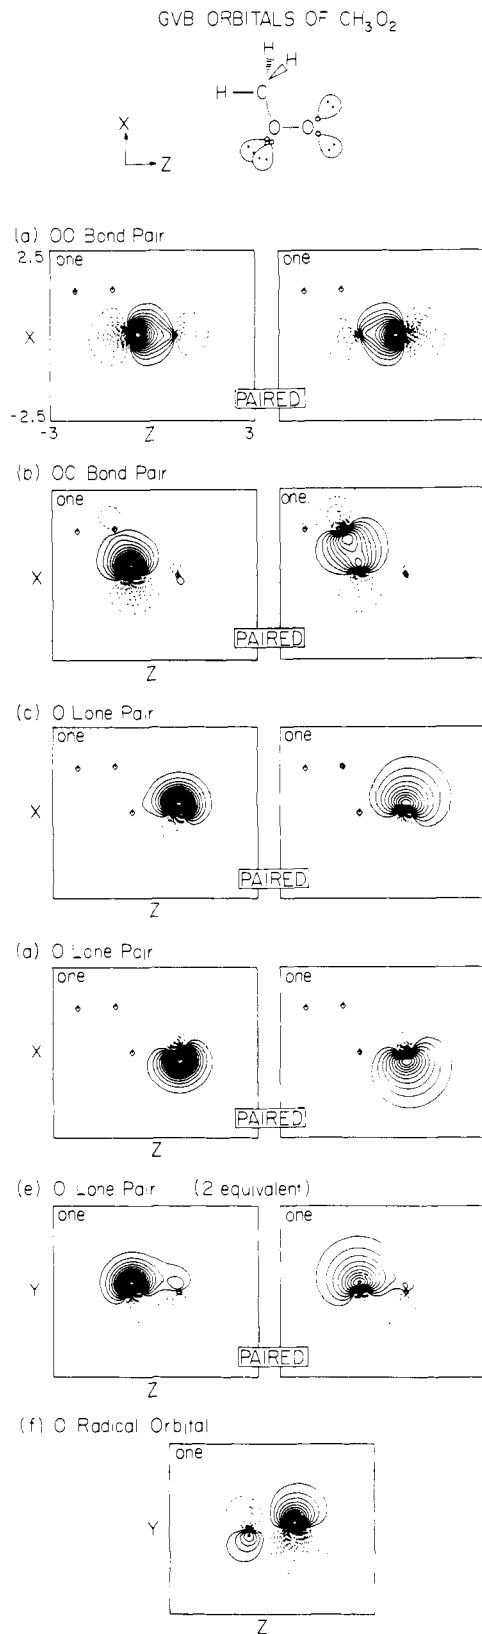 GVB ORBITALS OF CH₃O₂
H
H
H — C
O — O
X
Z
(a) OC Bond Pair
2.5 one one
X
PAIRED
-2.5
-3 Z 3
(b) OC Bond Pair
one one.
X
PAIRED
Z
(c) O Lone Pair
one one
X
PAIRED
Z
(a) O Lone Pair
one one
X
PAIRED
Z
(e) O Lone Pair (2 equivalent)
one one
Y
PAIRED
Z
(f) O Radical Orbital
one
Y
Z